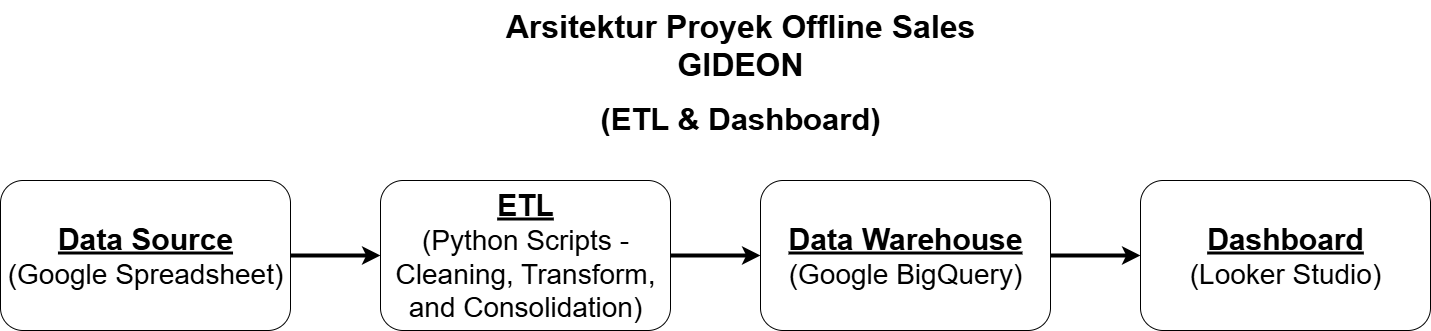 Arsitektur Proyek Offline Sales
GIDEON
(ETL & Dashboard)
Data Source
(Google Spreadsheet)
ETL
(Python Scripts -
Cleaning, Transform,
and Consolidation)
Data Warehouse
(Google BigQuery)
Dashboard
(Looker Studio)